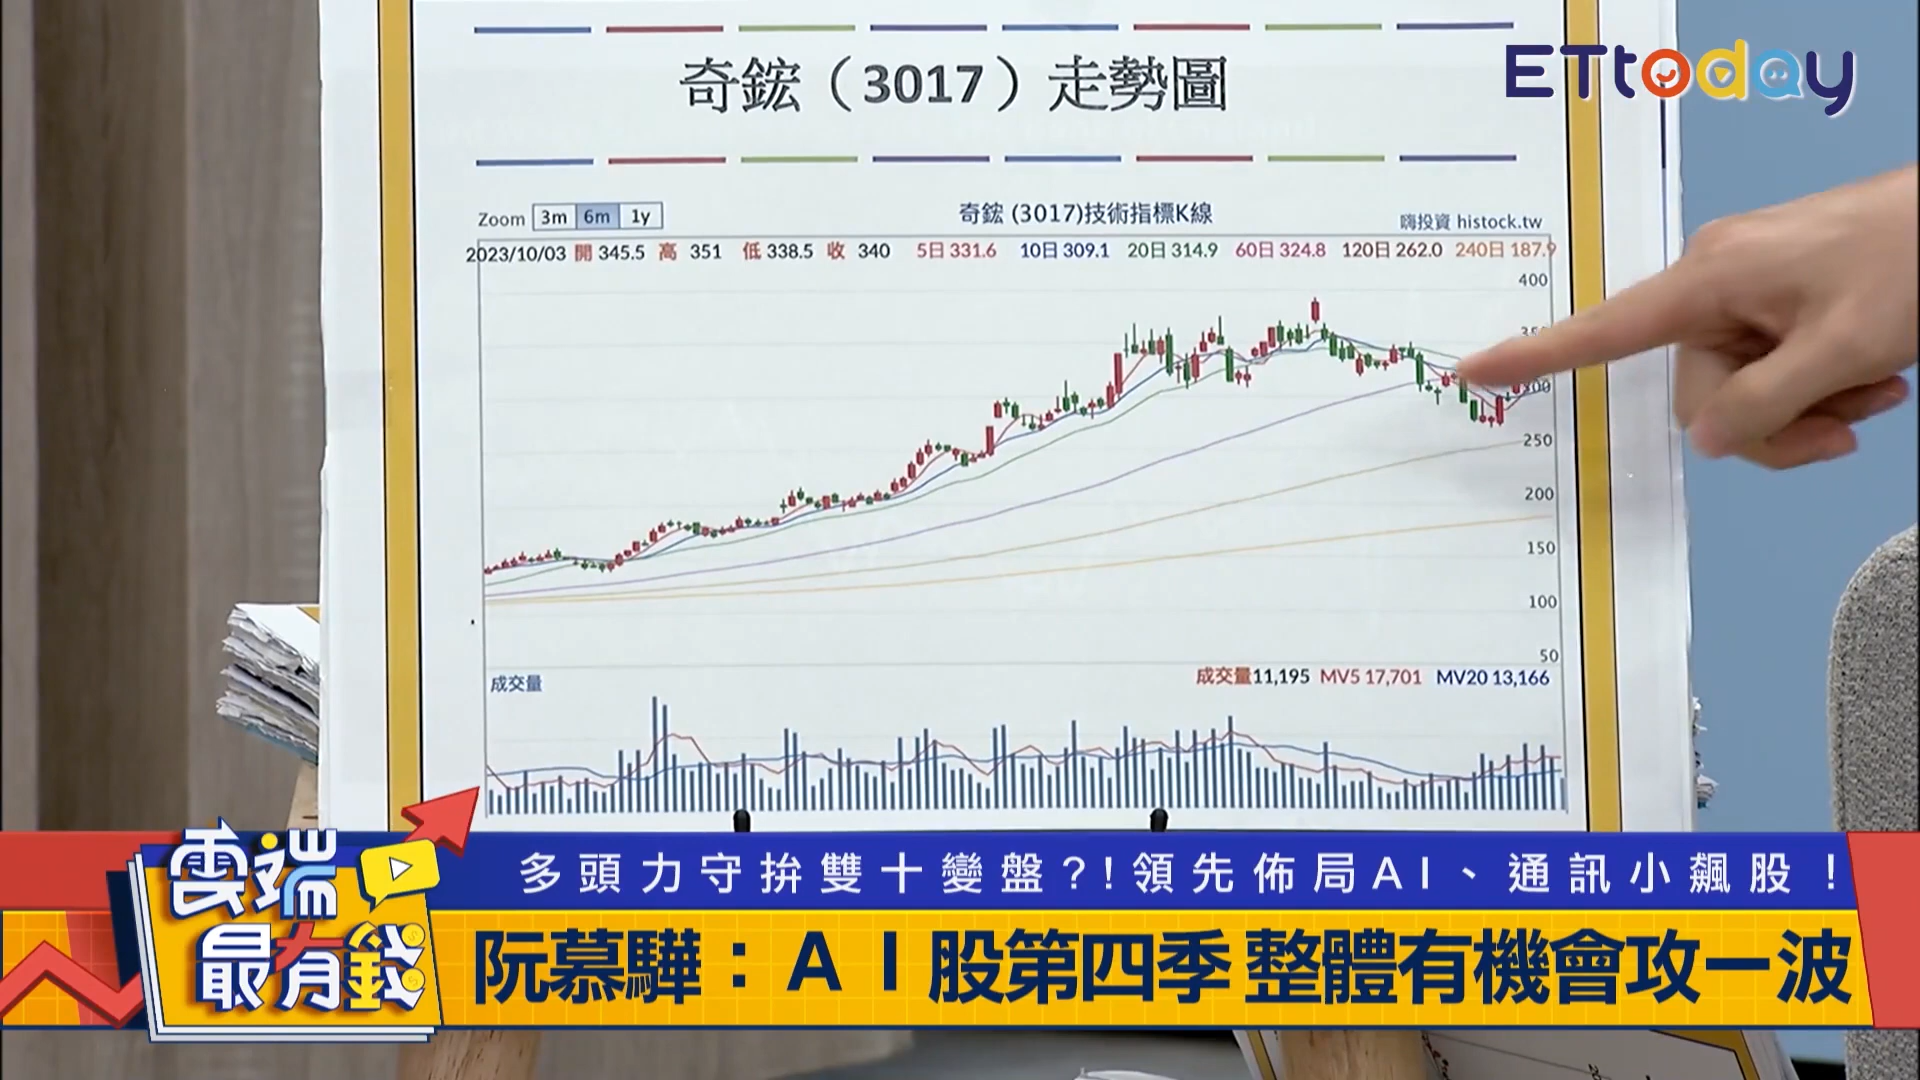 奇鋐（3017）走勢圖
ETtoday
Zoom 3m 6m 1y
奇鋐 (3017)技術指標K線
嗨投資 histock.tw
2023/10/03 開 345.5 高 351 低 338.5 收 340 5日 331.6 10日 309.1 20日 314.9 60日 324.8 120日 262.0 240日 187.9
400
300
250
200
150
100
50
成交量
成交量11,195 MV5 17,701 MV20 13,166
雲端最有錢
多頭力守拚雙十變盤?!領先佈局AI、通訊小飆股！
阮慕驊：AI股第四季 整體有機會攻一波